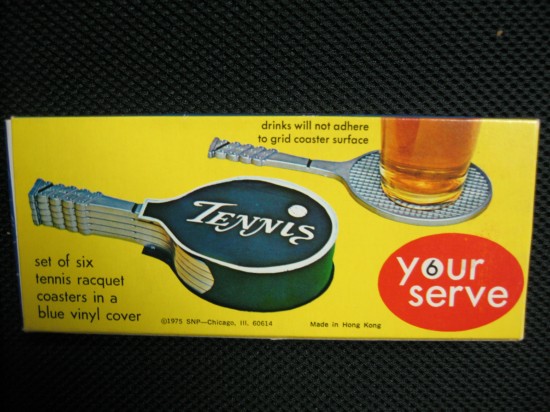 drinks will not adhere
to grid coaster surface
TENNiS
set of six
tennis racquet
coasters in a
blue vinyl cover
your
6
serve
©1975 SNP—Chicago, Ill. 60614
Made in Hong Kong